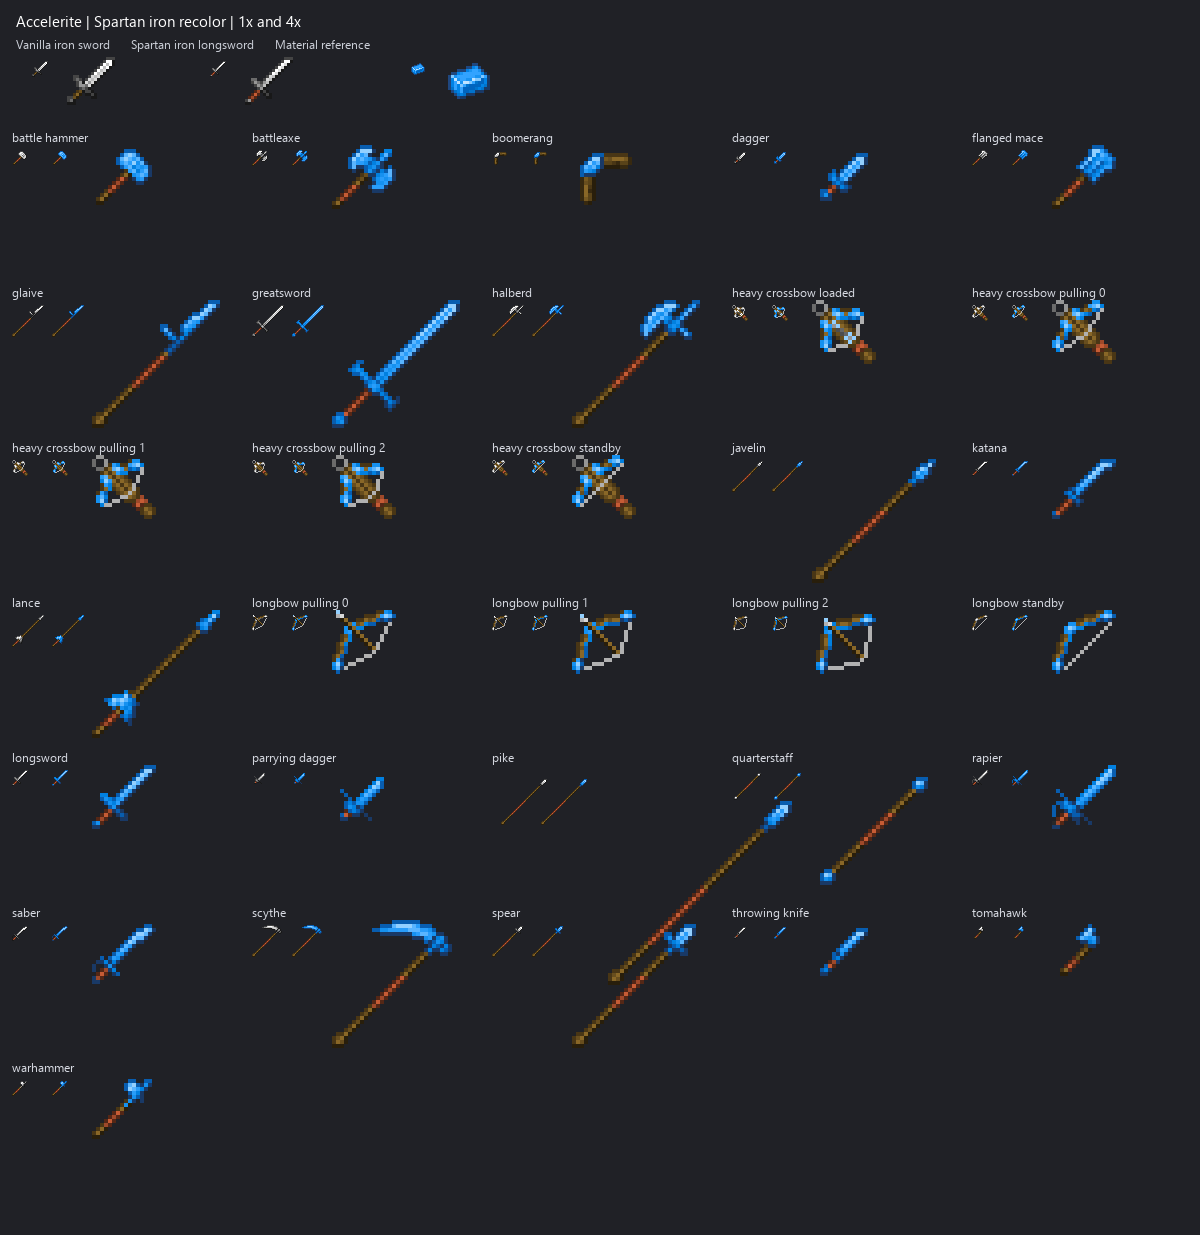 Accelerite | Spartan iron recolor | 1x and 4x
Vanilla iron sword Spartan iron longsword Material reference
battle hammer battleaxe boomerang dagger flanged mace
glaive greatsword halberd heavy crossbow loaded heavy crossbow pulling 0
heavy crossbow pulling 1 heavy crossbow pulling 2 heavy crossbow standby javelin katana
lance longbow pulling 0 longbow pulling 1 longbow pulling 2 longbow standby
longsword parrying dagger pike quarterstaff rapier
saber scythe spear throwing knife tomahawk
warhammer